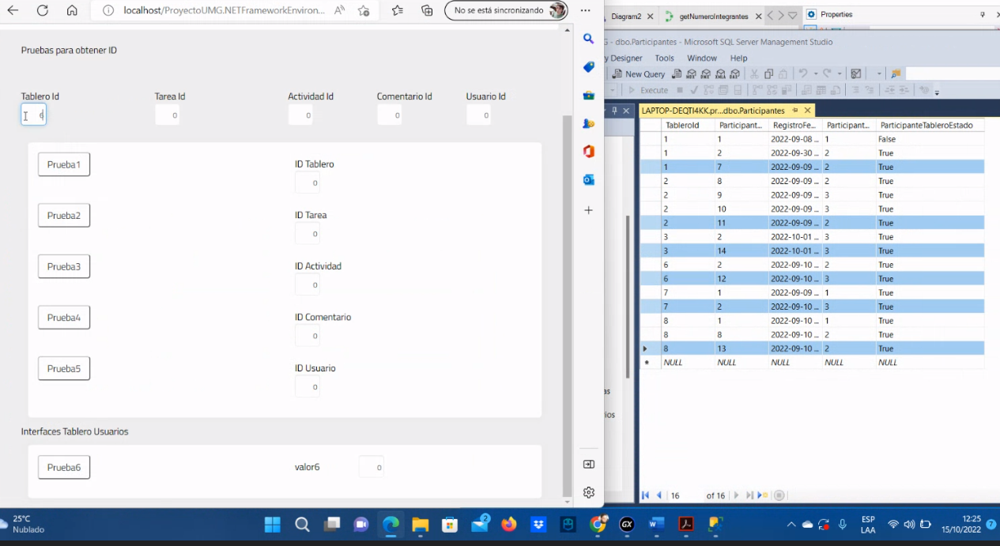 localhost/ProyectoUMG.NETFrameworkEnviron...
No se está sincronizando
Pruebas para obtener ID
Tablero Id Tarea Id Actividad Id Comentario Id Usuario Id
6 0 0 0 0
Prueba1 ID Tablero
0
Prueba2 ID Tarea
0
Prueba3 ID Actividad
0
Prueba4 ID Comentario
0
Prueba5 ID Usuario
0
Interfaces Tablero Usuarios
Prueba6 valor6 0
Diagram2 getNumeroIntegrantes Properties
G - dbo.Participantes - Microsoft SQL Server Management Studio
y Designer Tools Window Help
New Query
Execute
LAPTOP-DEQTI4KK.pr...dbo.Participantes
TableroId Participant... RegistroFe... Participant... ParticipanteTableroEstado
1 1 2022-09-08 ... 1 False
1 2 2022-09-30 ... 2 True
1 7 2022-09-09 ... 2 True
2 8 2022-09-09 ... 2 True
2 9 2022-09-09 ... 3 True
2 10 2022-09-09 ... 3 True
2 11 2022-09-09 ... 2 True
3 2 2022-10-01 ... 3 True
3 14 2022-10-01 ... 3 True
6 2 2022-09-10 ... 2 True
6 12 2022-09-10 ... 3 True
7 1 2022-09-09 ... 1 True
7 2 2022-09-10 ... 3 True
8 1 2022-09-10 ... 1 True
8 8 2022-09-10 ... 2 True
8 13 2022-09-10 ... 2 True
NULL NULL NULL NULL NULL
as
ios
16 of 16
25°C
Nublado
2
GX
ESP
LAA
12:25
15/10/2022
7